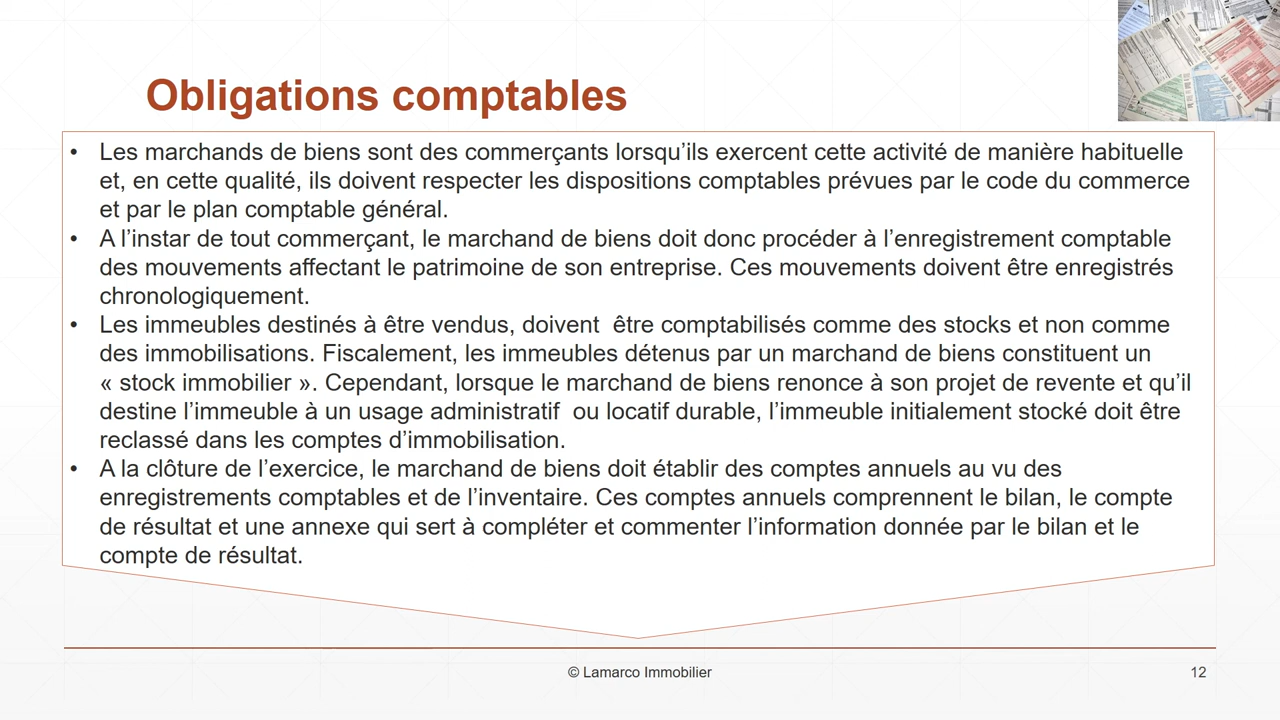 Obligations comptables
• Les marchands de biens sont des commerçants lorsqu’ils exercent cette activité de manière habituelle
et, en cette qualité, ils doivent respecter les dispositions comptables prévues par le code du commerce
et par le plan comptable général.
• A l’instar de tout commerçant, le marchand de biens doit donc procéder à l’enregistrement comptable
des mouvements affectant le patrimoine de son entreprise. Ces mouvements doivent être enregistrés
chronologiquement.
• Les immeubles destinés à être vendus, doivent  être comptabilisés comme des stocks et non comme
des immobilisations. Fiscalement, les immeubles détenus par un marchand de biens constituent un
« stock immobilier ». Cependant, lorsque le marchand de biens renonce à son projet de revente et qu’il
destine l’immeuble à un usage administratif  ou locatif durable, l’immeuble initialement stocké doit être
reclassé dans les comptes d’immobilisation.
• A la clôture de l’exercice, le marchand de biens doit établir des comptes annuels au vu des
enregistrements comptables et de l’inventaire. Ces comptes annuels comprennent le bilan, le compte
de résultat et une annexe qui sert à compléter et commenter l’information donnée par le bilan et le
compte de résultat.
© Lamarco Immobilier
12